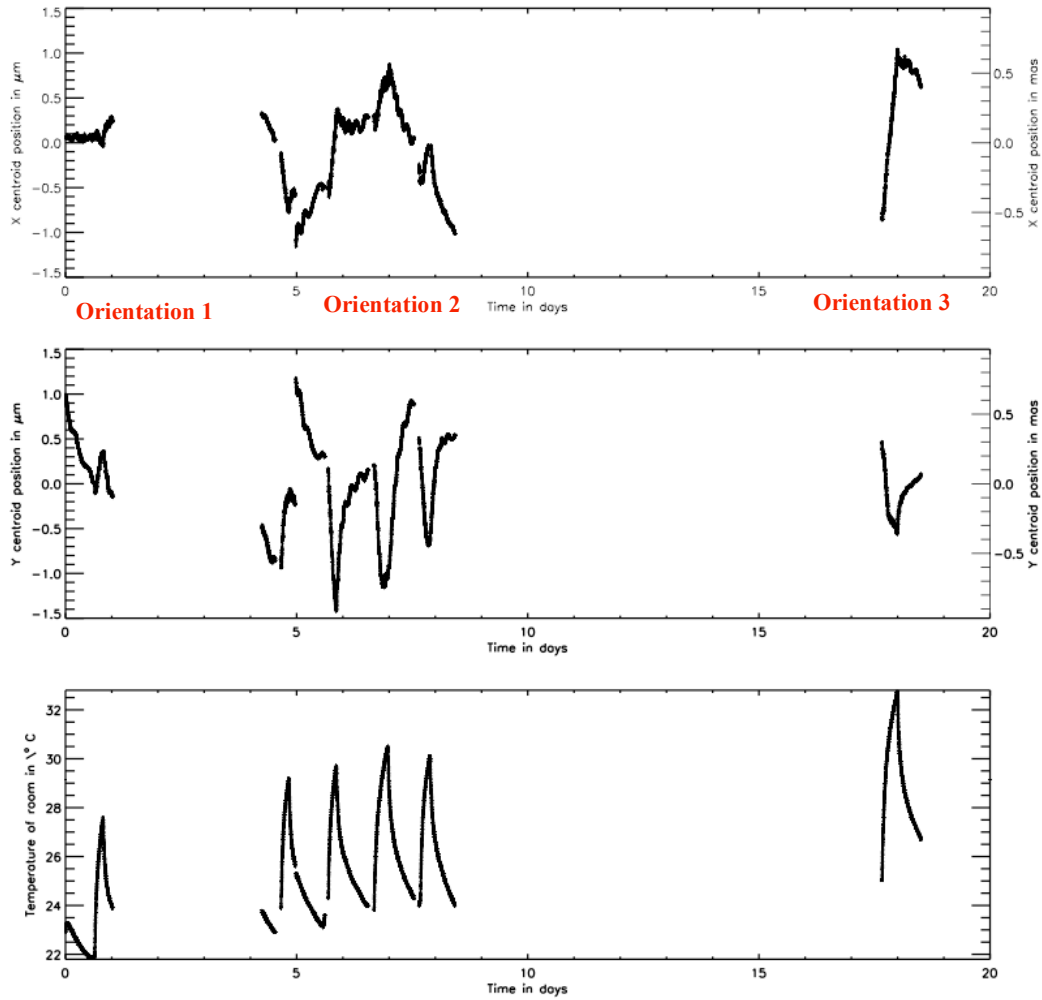 X centroid position in μm
1.5
1.0
0.5
0.0
−0.5
−1.0
−1.5
0.5
0.0
−0.5
X centroid position in mas
0 5 15 20
Time in days
Orientation 1 Orientation 2 Orientation 3
Y centroid position in μm
1.5
1.0
0.5
0.0
−0.5
−1.0
−1.5
0.5
0.0
−0.5
Y centroid position in mas
0 5 10 15 20
Time in days
Temperature of room in \° C
32
30
28
26
24
22
0 5 10 15 20
Time in days